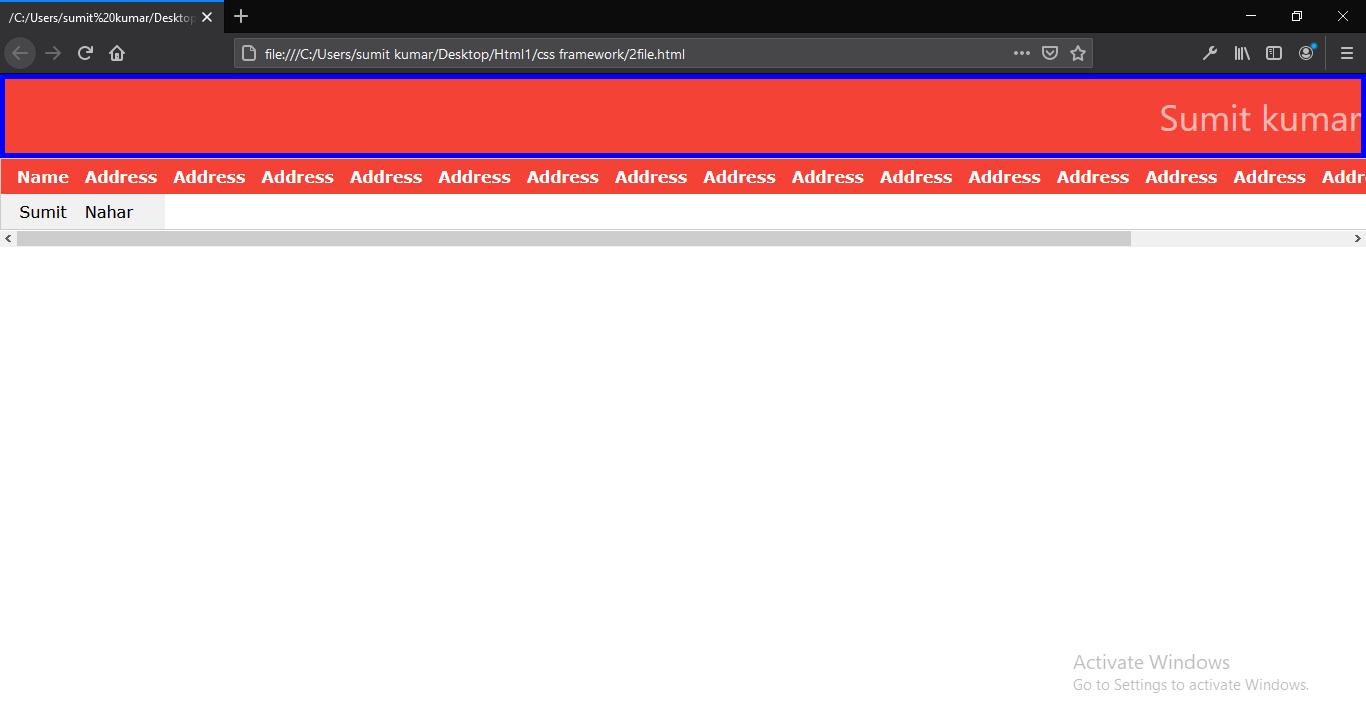 /C:/Users/sumit%20kumar/Desktop
file:///C:/Users/sumit kumar/Desktop/Html1/css framework/2file.html
Sumit kumar
Name Address Address Address Address Address Address Address Address Address Address Address Address Address Address Addr
Sumit Nahar
Activate Windows
Go to Settings to activate Windows.